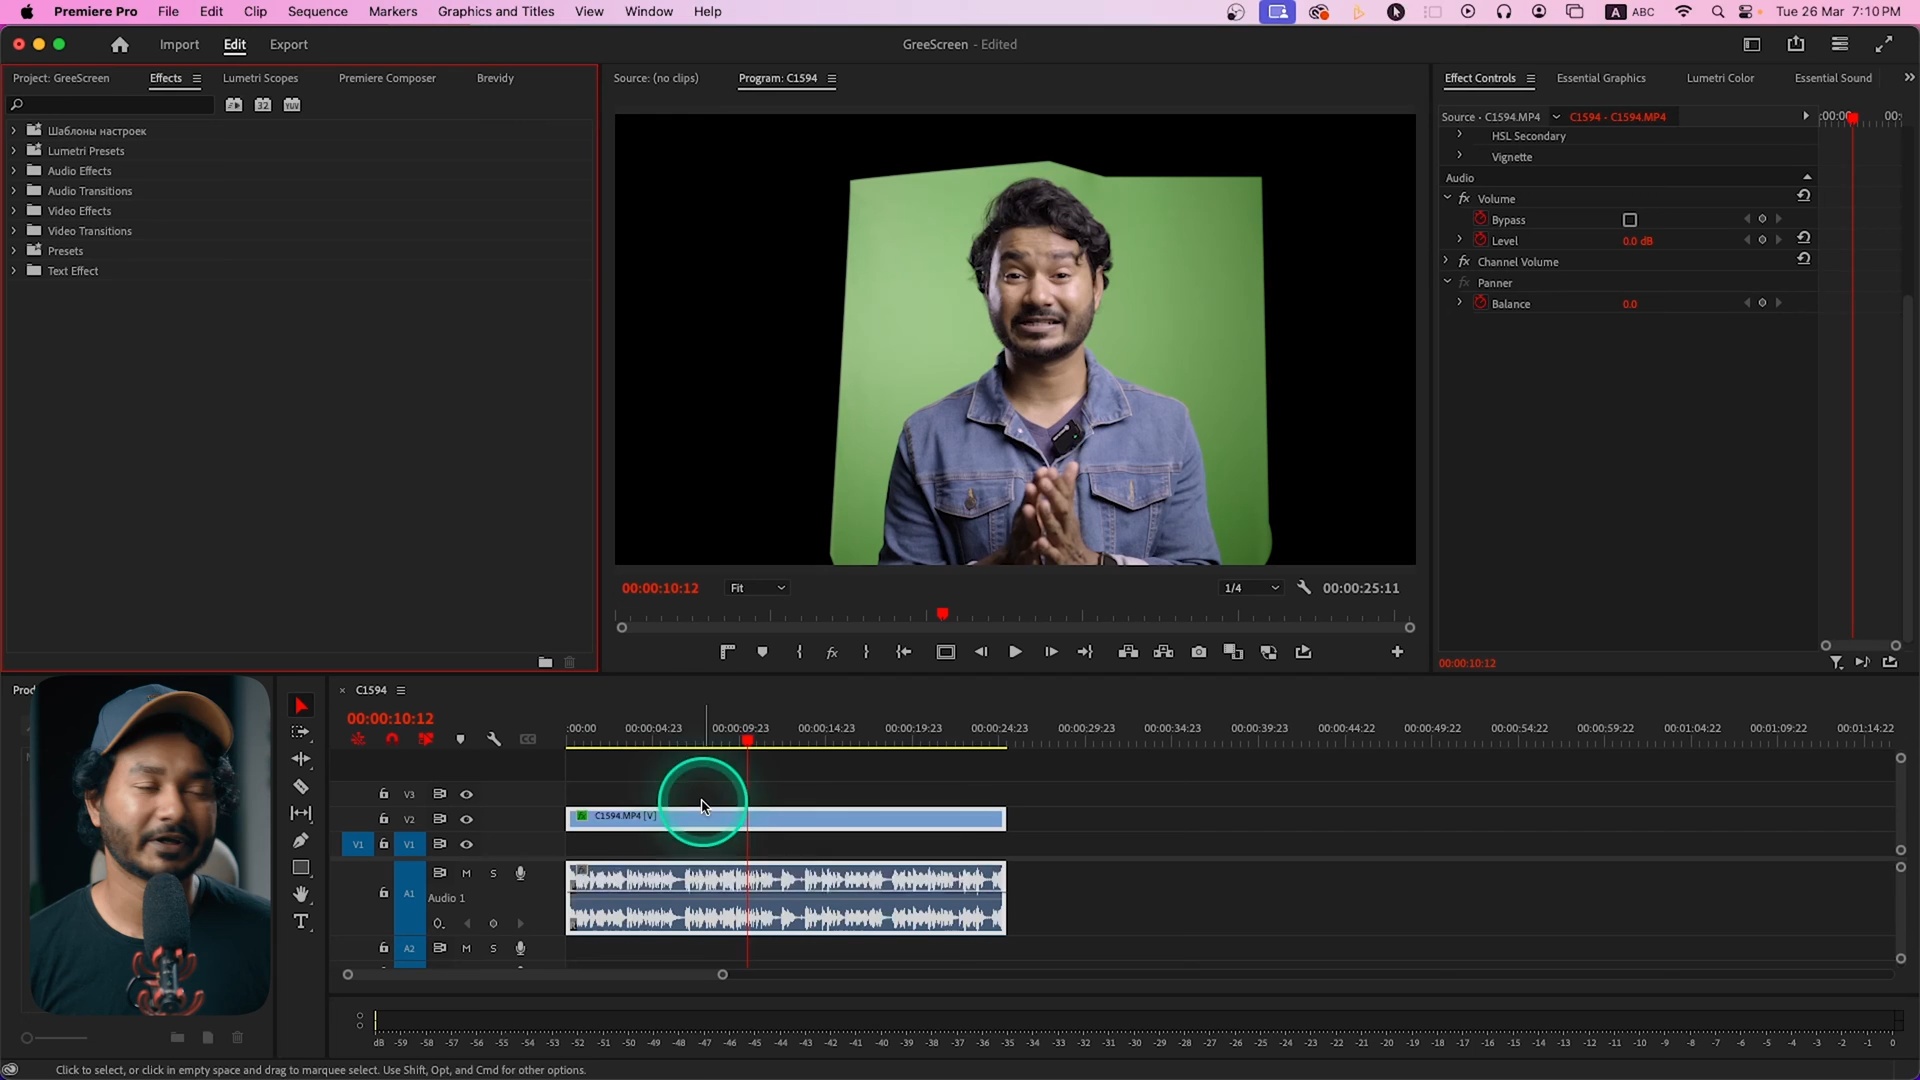 Premiere Pro File Edit Clip Sequence Markers Graphics and Titles View Window Help A ABC Tue 26 Mar 7:10 PM
Import Edit Export GreeScreen - Edited
Project: GreeScreen Effects Lumetri Scopes Premiere Composer Brevidy
32 YUV
Шаблоны настроек
Lumetri Presets
Audio Effects
Audio Transitions
Video Effects
Video Transitions
Presets
Text Effect
Source: (no clips) Program: C1594
00:00:10:12 Fit 1/4 00:00:25:11
fx
Effect Controls Essential Graphics Lumetri Color Essential Sound
Source · C1594.MP4 C1594 · C1594.MP4 :00:00 00:
HSL Secondary
Vignette
Audio
fx Volume
Bypass
Level 0.0 dB
fx Channel Volume
fx Panner
Balance 0.0
00:00:10:12
C1594
00:00:10:12
:00:00 00:00:04:23 00:00:09:23 00:00:14:23 00:00:19:23 00:00:24:23 00:00:29:23 00:00:34:23 00:00:39:23 00:00:44:22 00:00:49:22 00:00:54:22 00:00:59:22 00:01:04:22 00:01:09:22 00:01:14:22
V3
V2 C1594.MP4 [V]
V1 V1
A1 M S
Audio 1
A2 M S
dB -59 -58 -57 -56 -55 -54 -53 -52 -51 -50 -49 -48 -47 -46 -45 -44 -43 -42 -41 -40 -39 -38 -37 -36 -35 -34 -33 -32 -31 -30 -29 -28 -27 -26 -25 -24 -23 -22 -21 -20 -19 -18 -17 -16 -15 -14 -13 -12 -11 -10 -9 -8 -7 -6 -5 -4 -3 -2 -1 0
Click to select, or click in empty space and drag to marquee select. Use Shift, Opt, and Cmd for other options.